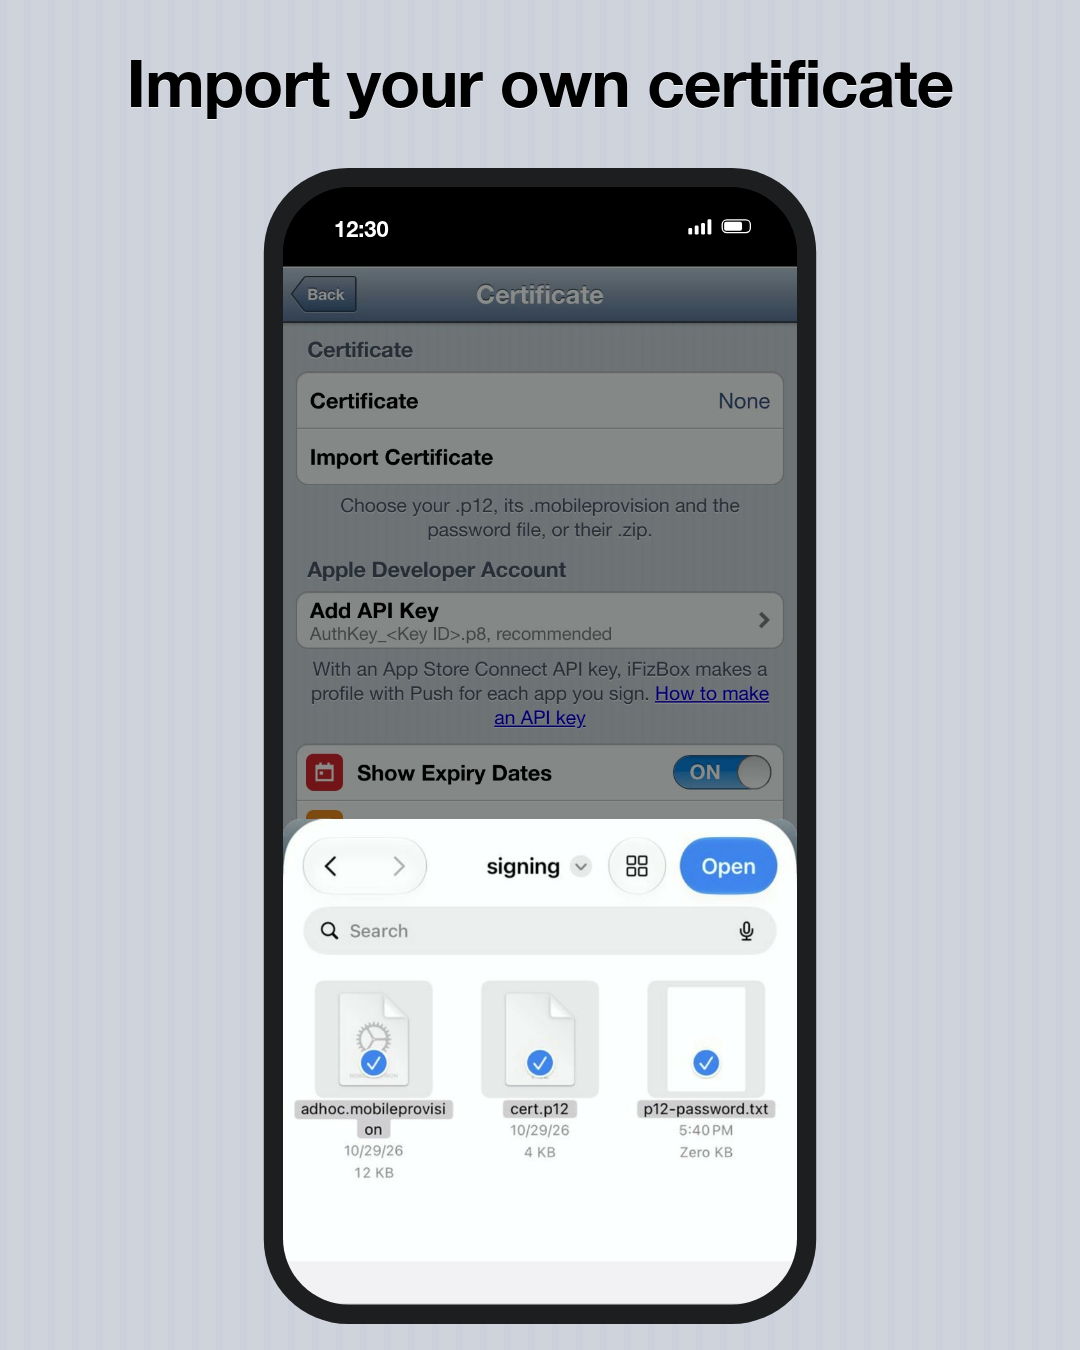 Import your own certificate
12:30
Back
Certificate
Certificate
Certificate
None
Import Certificate
Choose your .p12, its .mobileprovision and the
password file, or their .zip.
Apple Developer Account
Add API Key
AuthKey_<Key ID>.p8, recommended
With an App Store Connect API key, iFizBox makes a
profile with Push for each app you sign. How to make
an API key
Show Expiry Dates
ON
signing
Open
Search
adhoc.mobileprovisi
on
10/29/26
12 KB
cert.p12
10/29/26
4 KB
p12-password.txt
5:40 PM
Zero KB